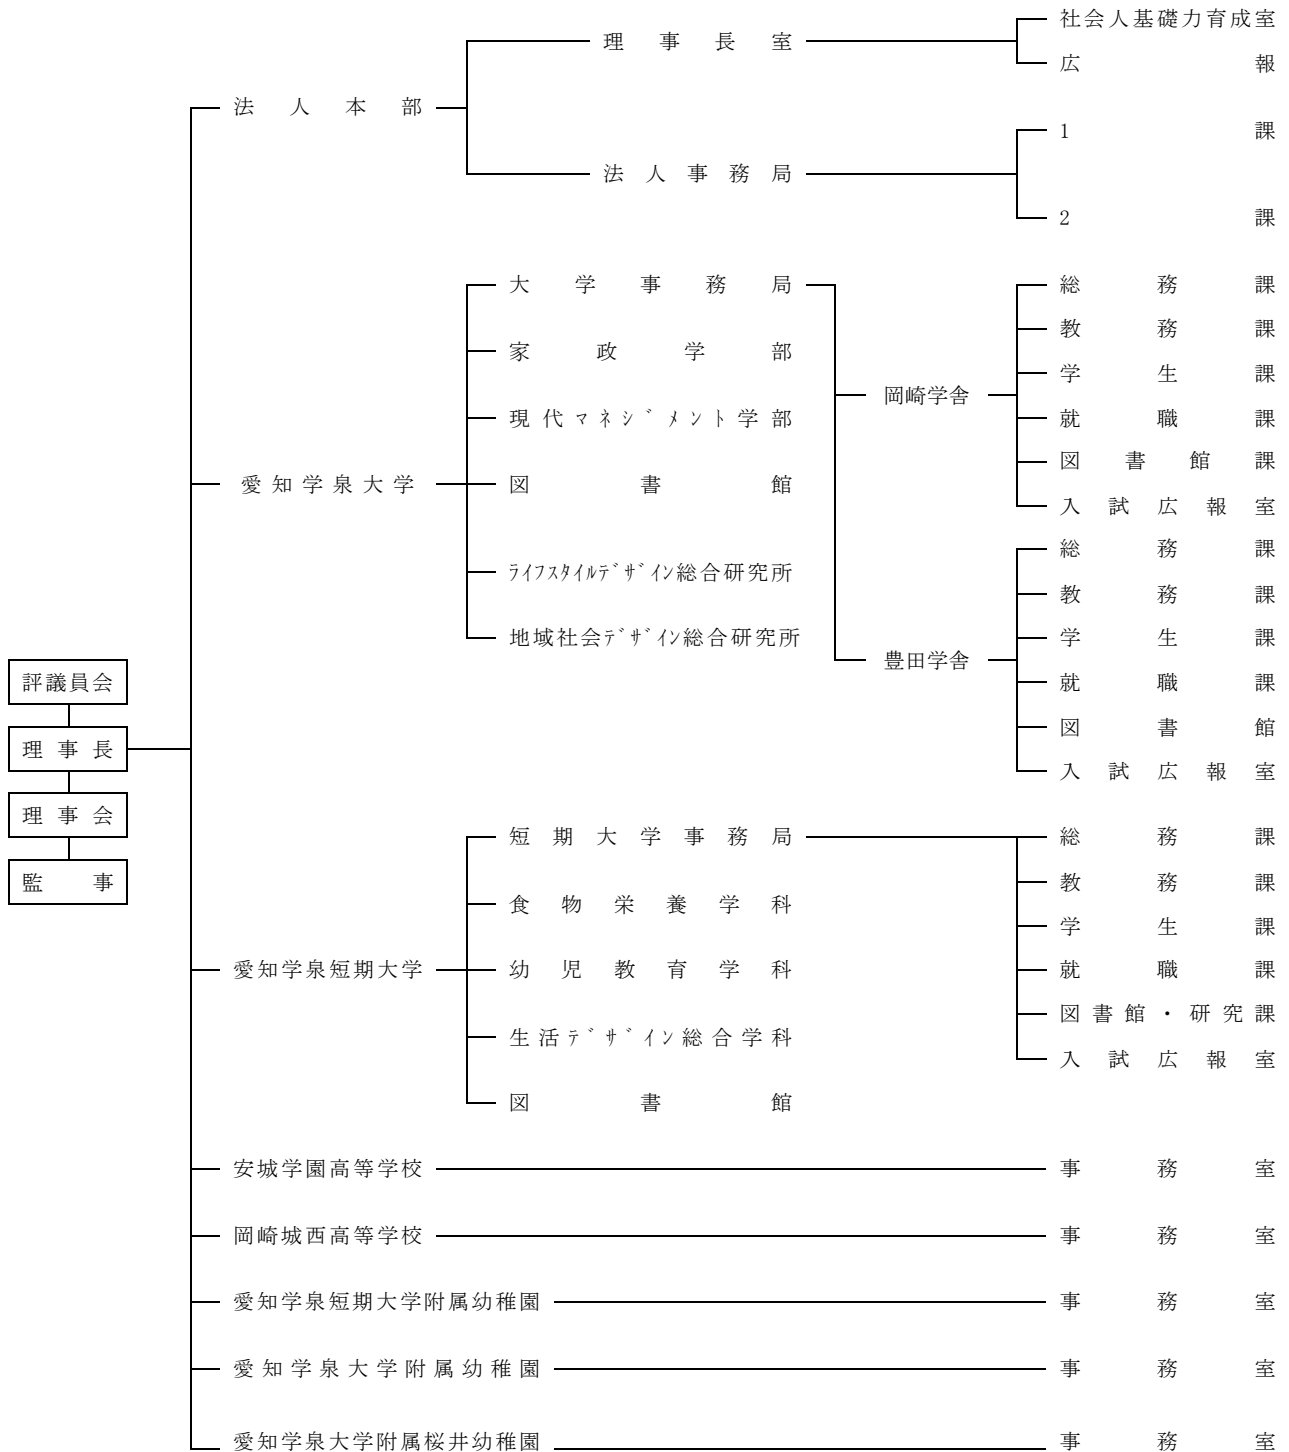 社会人基礎力育成室
理事長室
広報
法人本部
1課
法人事務局
2課
大学事務局
総務課
教務課
家政学部
学生課
岡崎学舎
現代マネジメント学部
就職課
図書館課
愛知学泉大学
図書館
入試広報室
総務課
ライフスタイルデザイン総合研究所
教務課
地域社会デザイン総合研究所
学生課
豊田学舎
評議員会
就職課
図書館
理事長
入試広報室
理事会
短期大学事務局
総務課
監事
教務課
食物栄養学科
学生課
愛知学泉短期大学
幼児教育学科
就職課
図書館・研究課
生活デザイン総合学科
入試広報室
図書館
安城学園高等学校
事務室
岡崎城西高等学校
事務室
愛知学泉短期大学附属幼稚園
事務室
愛知学泉大学附属幼稚園
事務室
愛知学泉大学附属桜井幼稚園
事務室